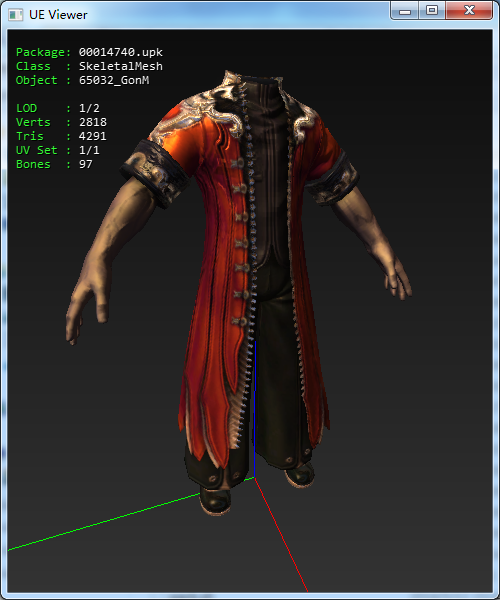 UE Viewer
Package: 00014740.upk
Class : SkeletalMesh
Object : 65032_GonM
LOD : 1/2
Verts : 2818
Tris : 4291
UV Set : 1/1
Bones : 97